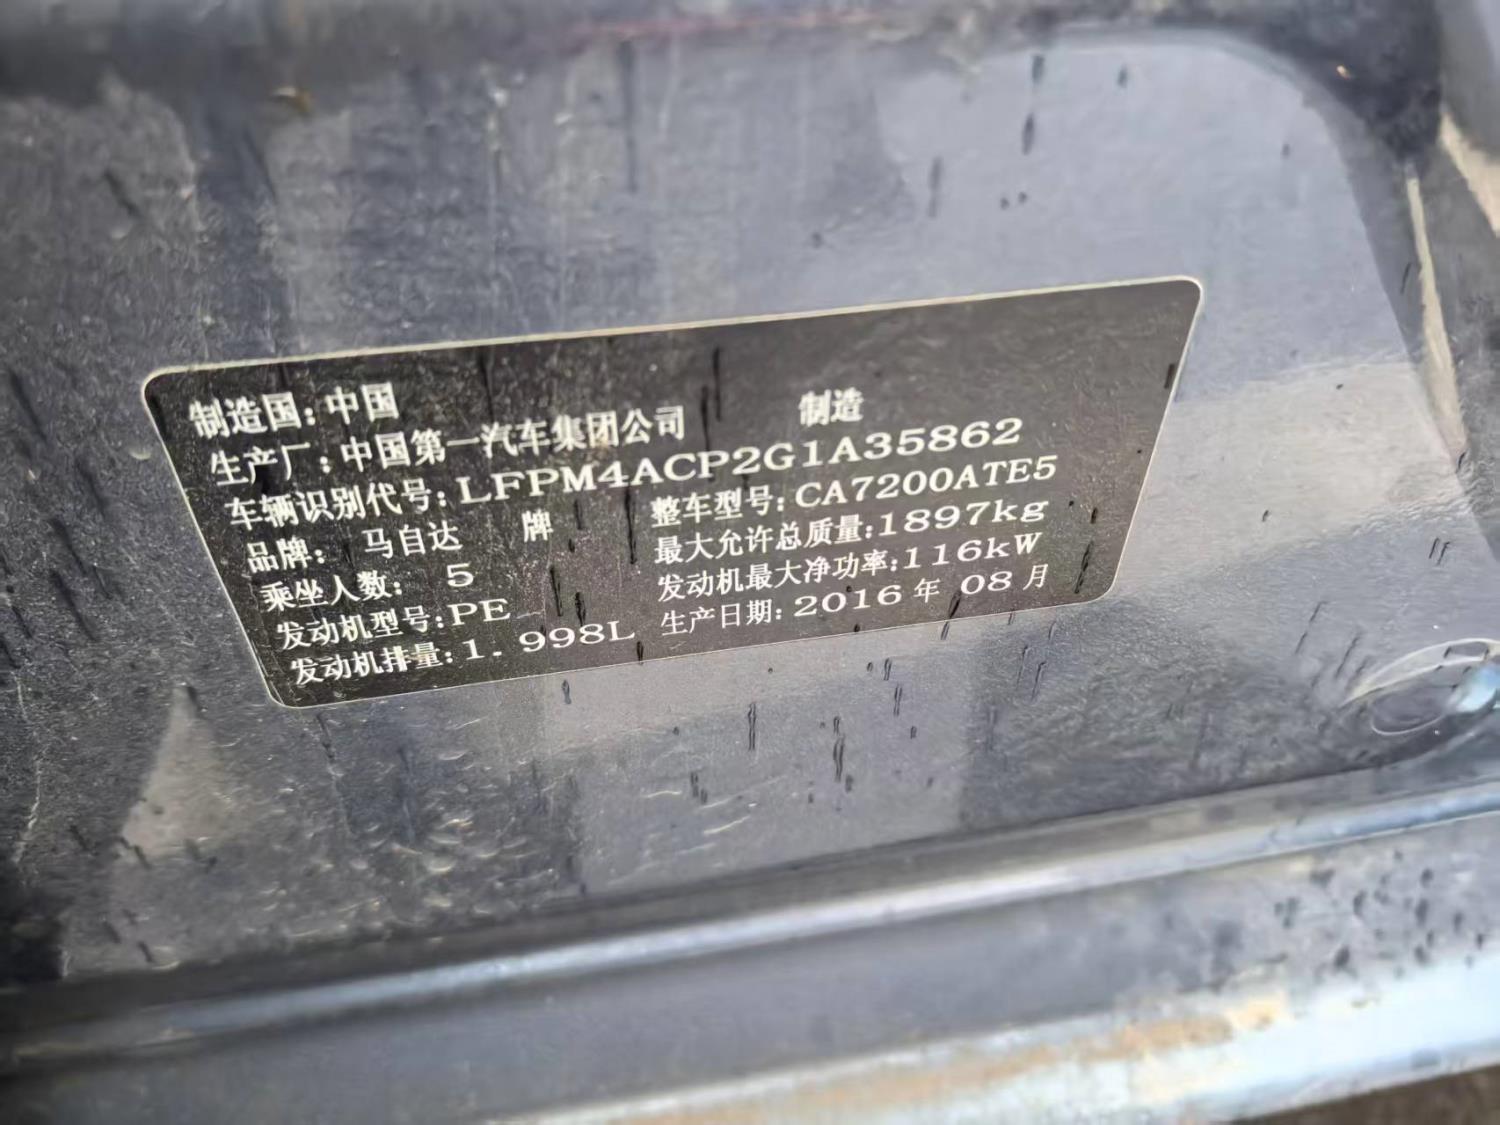 制造国：中国
生产厂：中国第一汽车集团公司 制造
车辆识别代号：LFPM4ACP2G1A35862
品牌： 马自达 牌 整车型号：CA7200ATE5
乘坐人数： 5 最大允许总质量：1897kg
发动机型号：PE 发动机最大净功率：116kW
发动机排量：1.998L 生产日期：2016年08月